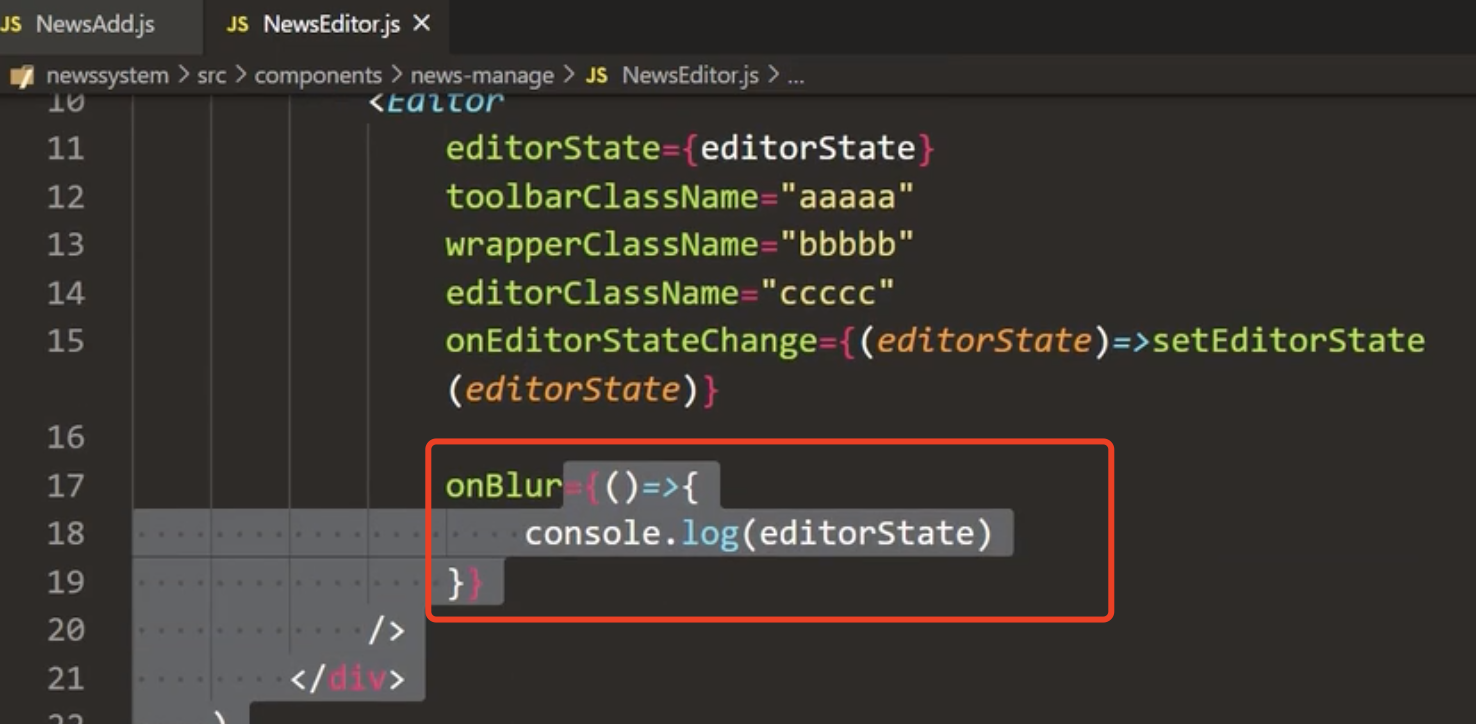 JS NewsAdd.js JS NewsEditor.js ×
newssystem > src > components > news-manage > JS NewsEditor.js > ...
10 <Editor
11 editorState={editorState}
12 toolbarClassName="aaaaa"
13 wrapperClassName="bbbbb"
14 editorClassName="ccccc"
15 onEditorStateChange={(editorState)=>setEditorState
(editorState)}
16
17 onBlur={()=>{
18 console.log(editorState)
19 }}
20 />
21 </div>
22 )